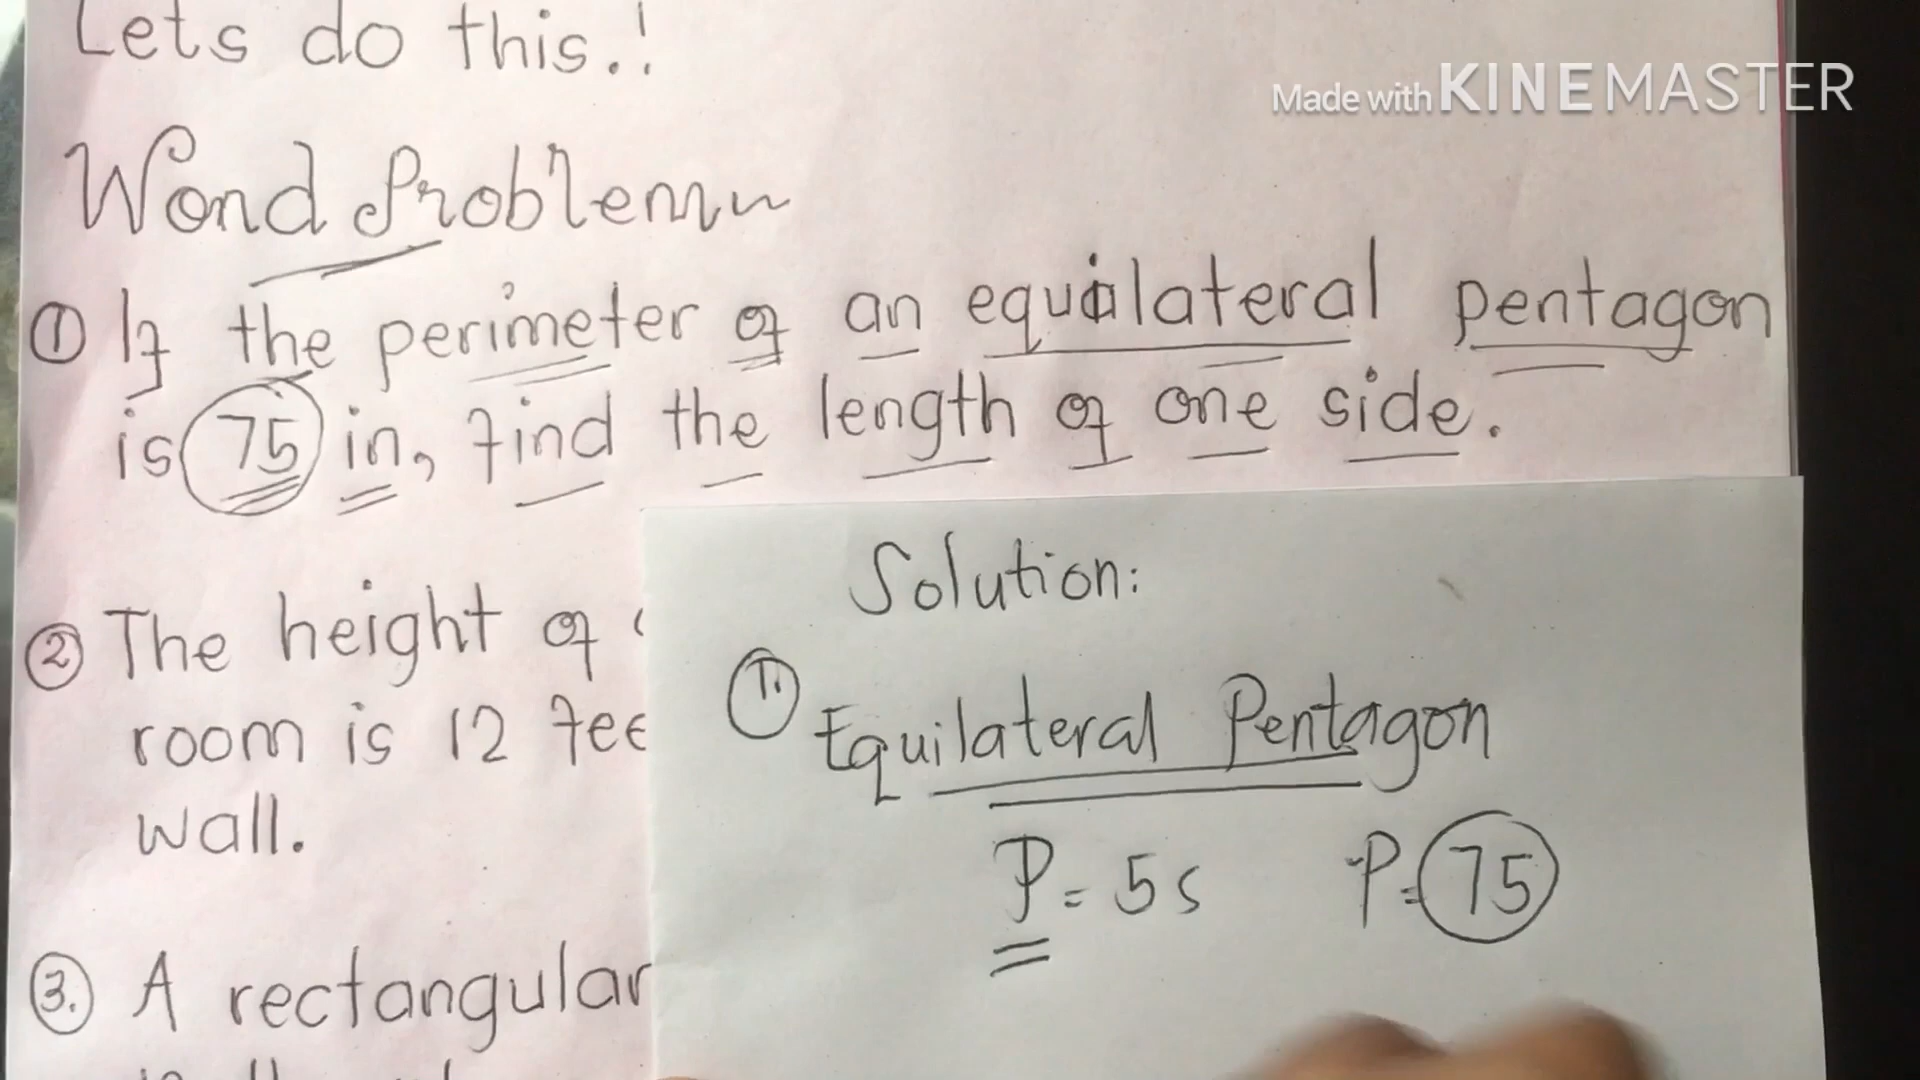 Lets do this.!
Made with KINEMASTER
Word Problem
① If the perimeter of an equilateral pentagon
is 75 in, find the length of one side.
② The height of
room is 12 fee
wall.
③. A rectangular
Solution:
①. Equilateral Pentagon
P = 5s P = 75